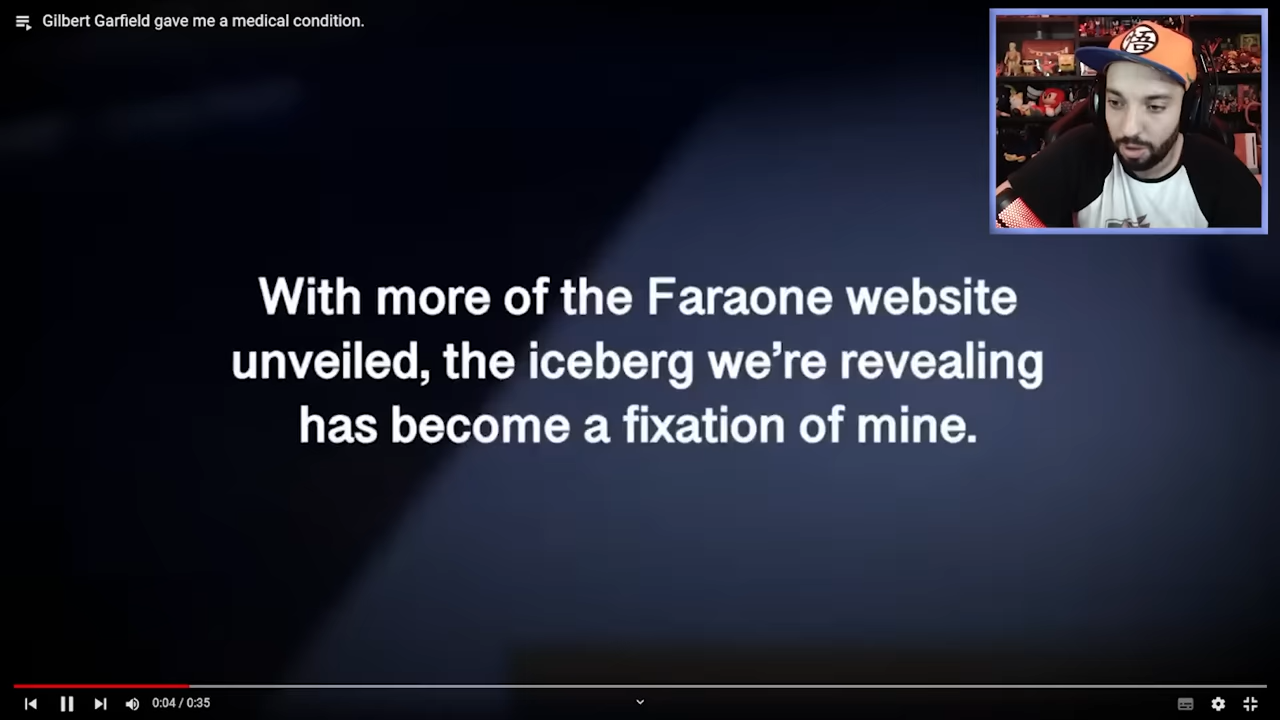 Gilbert Garfield gave me a medical condition.
悟
With more of the Faraone website
unveiled, the iceberg we’re revealing
has become a fixation of mine.
0:04 / 0:35